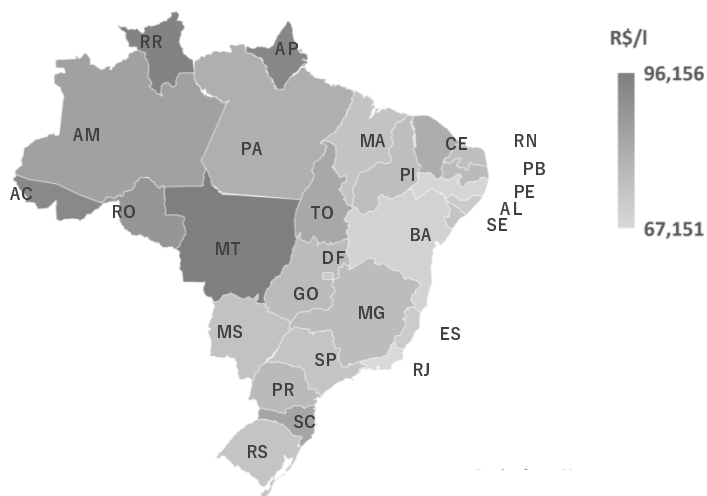 RR
AP
R$/l
96,156
AM
PA
MA
CE
RN
PB
PI
PE
AC
RO
TO
AL
SE
67,151
MT
DF
BA
GO
MG
MS
ES
SP
RJ
PR
SC
RS